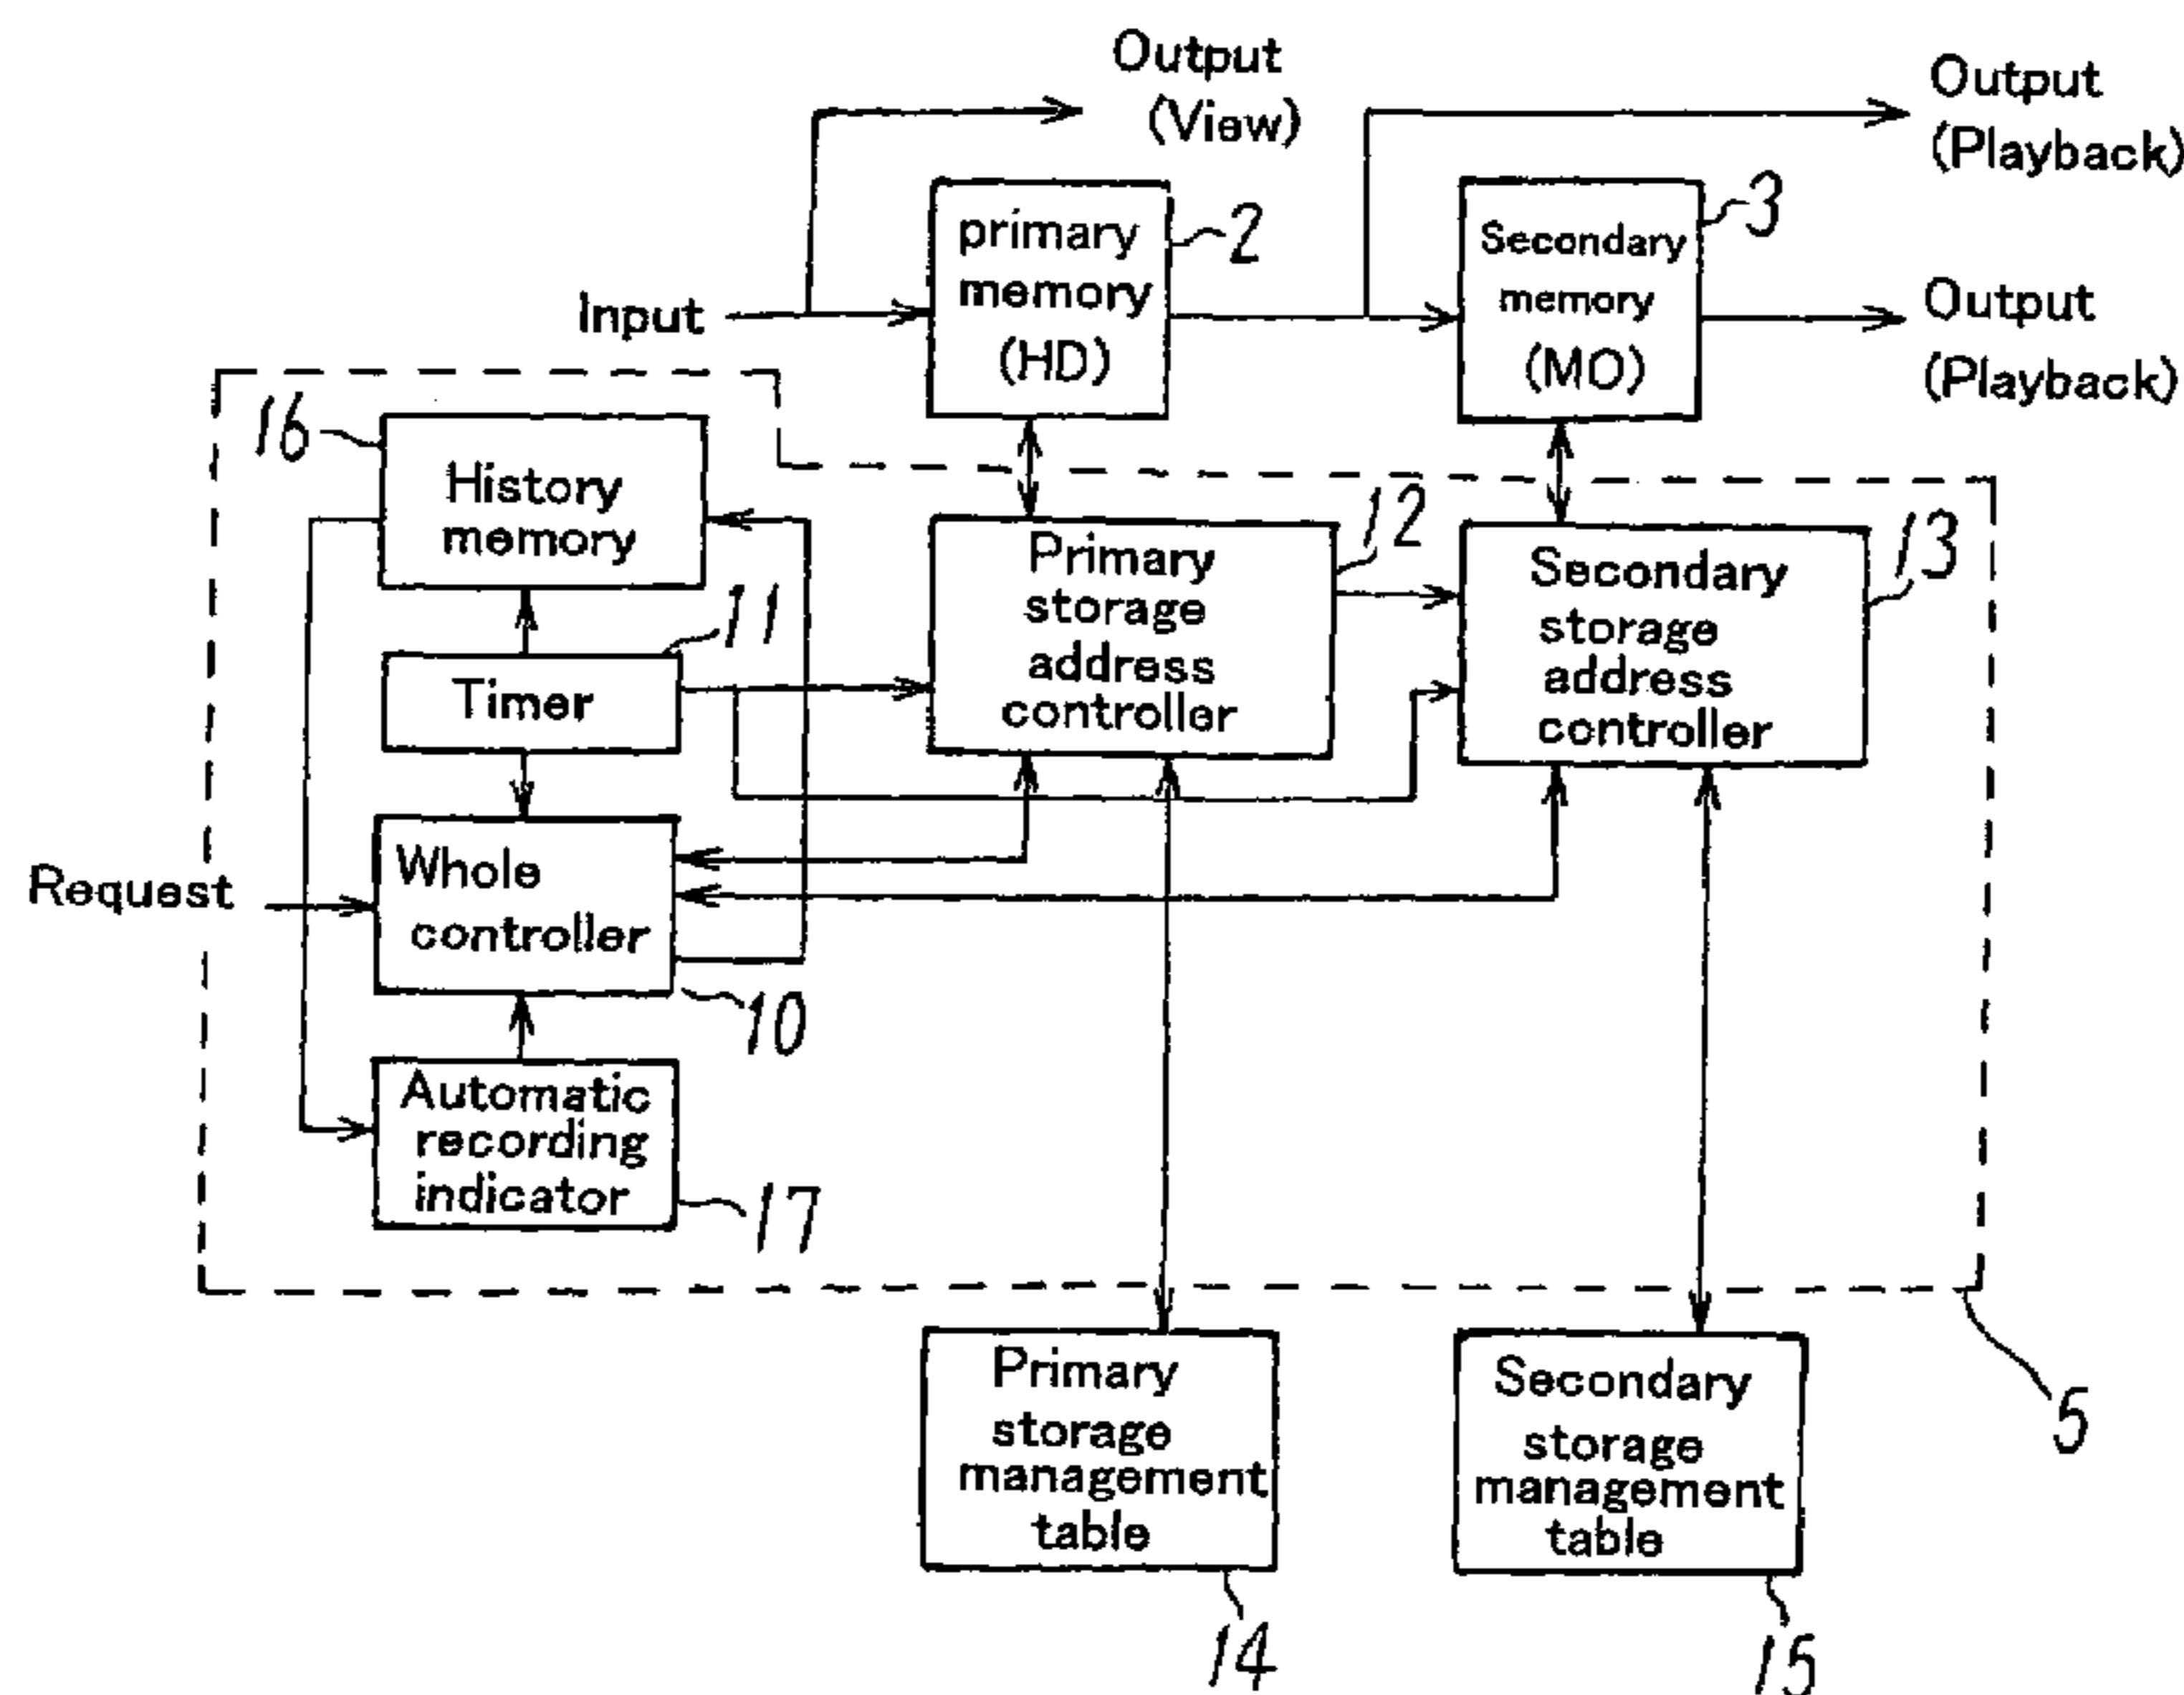 Output
(View)
Output
(Playback)
primary
memory
(HD)
2
Secondary
memory
(MO)
3
Input
Output
(Playback)
16
History
memory
11
Timer
Primary
storage
address
controller
12
Secondary
storage
address
controller
13
Request
Whole
controller
10
Automatic
recording
indicator
17
Primary
storage
management
table
14
Secondary
storage
management
table
15
5